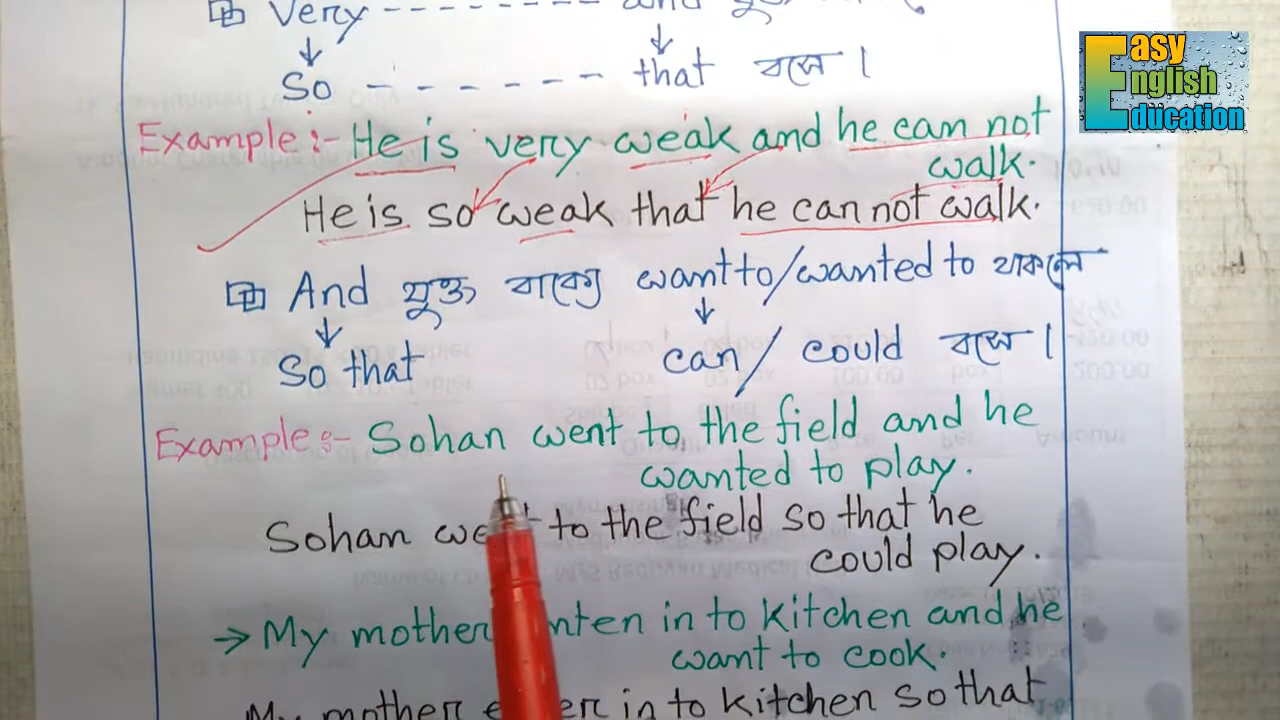 Very - - - - - - - - - and যুক্ত
So - - - - - - - that বসে।
Easy English Education
Example :- He is very weak and he can not
walk.
He is so weak that he can not walk.
And যুক্ত বাক্যে want to/wanted to থাকলে
So that can/ could বসে।
Example :- Sohan went to the field and he
wanted to play.
Sohan went to the field so that he
could play.
→ My mother enten in to kitchen and he
want to cook.
My mother enter in to kitchen so that